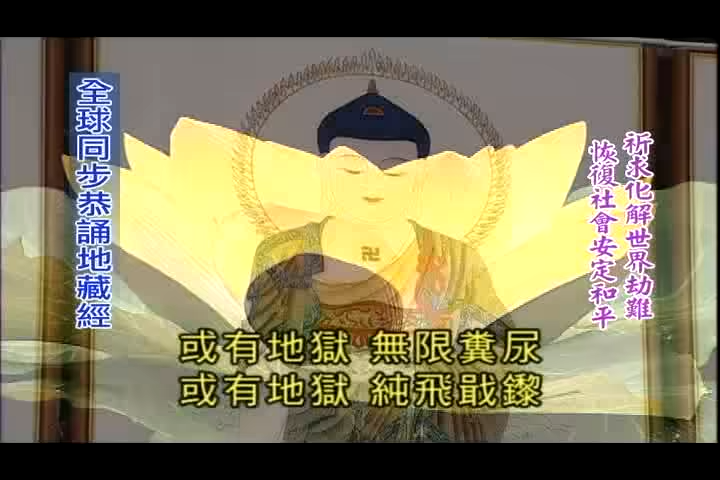 全球同步恭誦地藏經
祈求化解世界劫難
恢復社會安定和平
卍
或有地獄 無限糞尿
或有地獄 純飛戢鑗